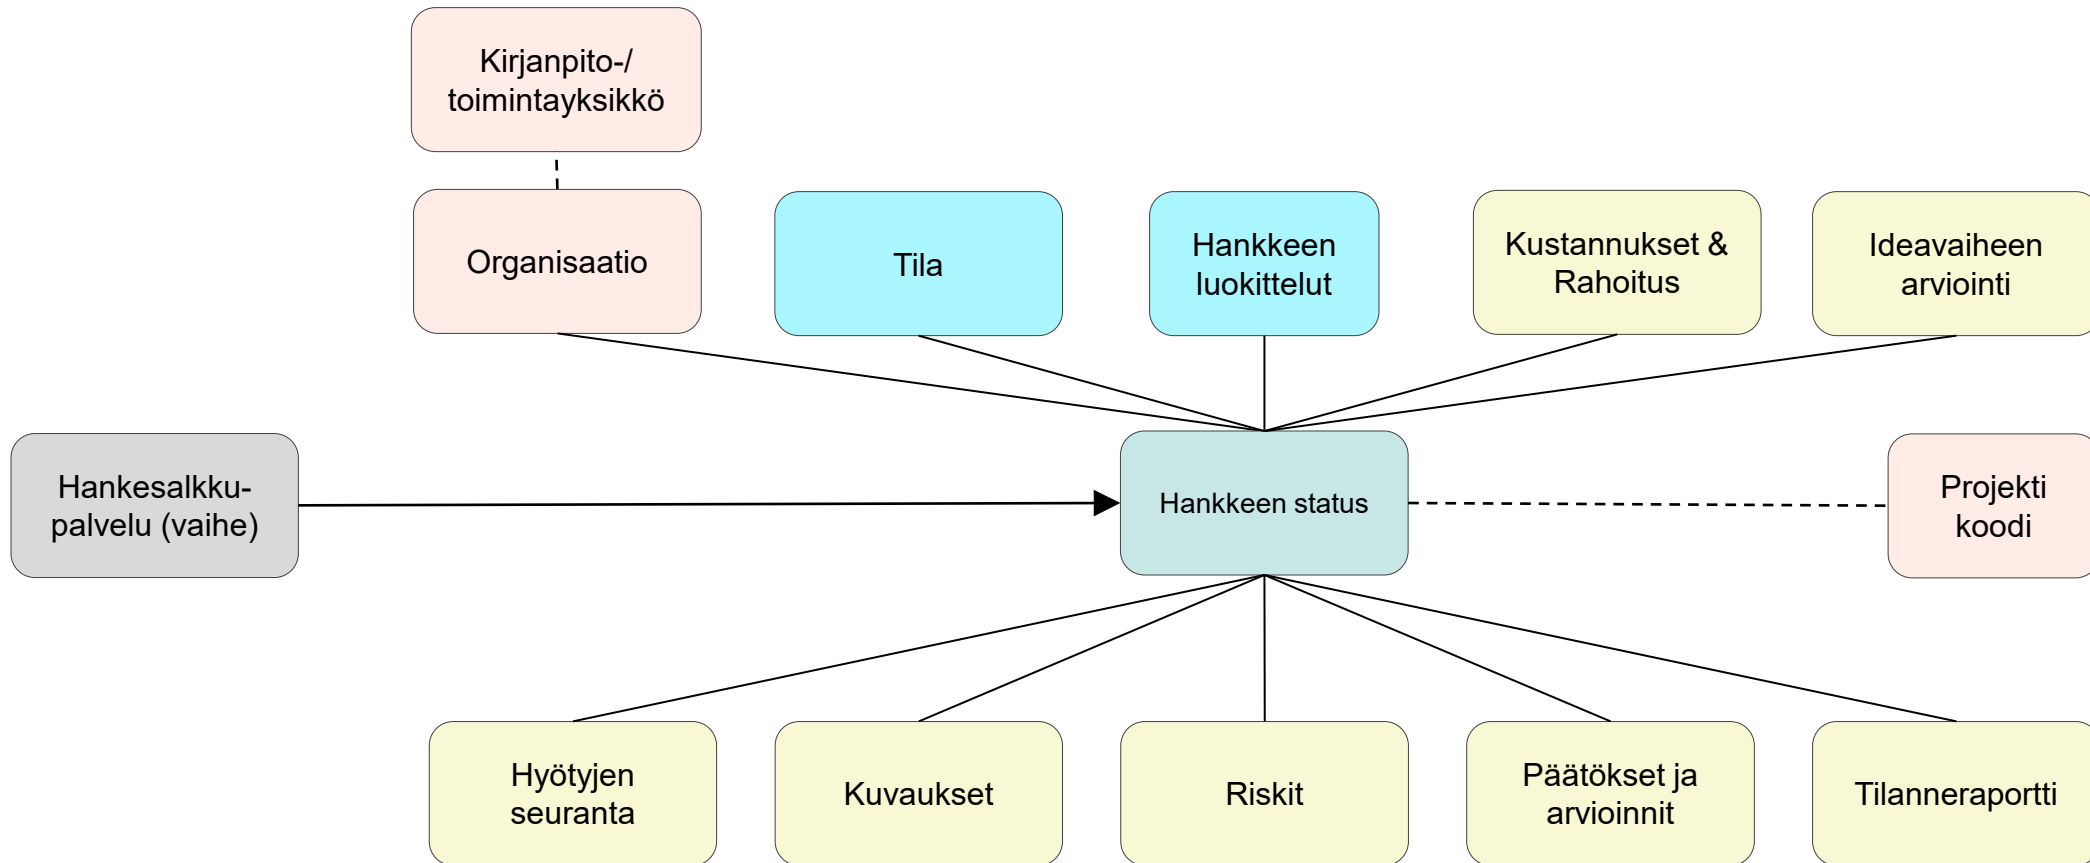 Kirjanpito-/
toimintayksikkö
Organisaatio
Tila
Hankkeen
luokittelut
Kustannukset &
Rahoitus
Ideavaiheen
arviointi
Hankesalkku-
palvelu (vaihe)
Hankkeen status
Projekti
koodi
Hyötyjen
seuranta
Kuvaukset
Riskit
Päätökset ja
arvioinnit
Tilanneraportti